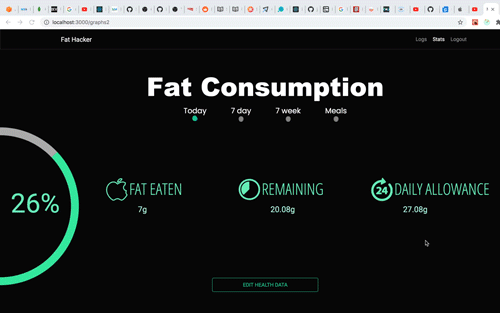 localhost:3000/graphs2
Fat Hacker
Logs Stats Logout
Fat Consumption
Today 7 day 7 week Meals
26%
FAT EATEN
7g
REMAINING
20.08g
24 DAILY ALLOWANCE
27.08g
EDIT HEALTH DATA